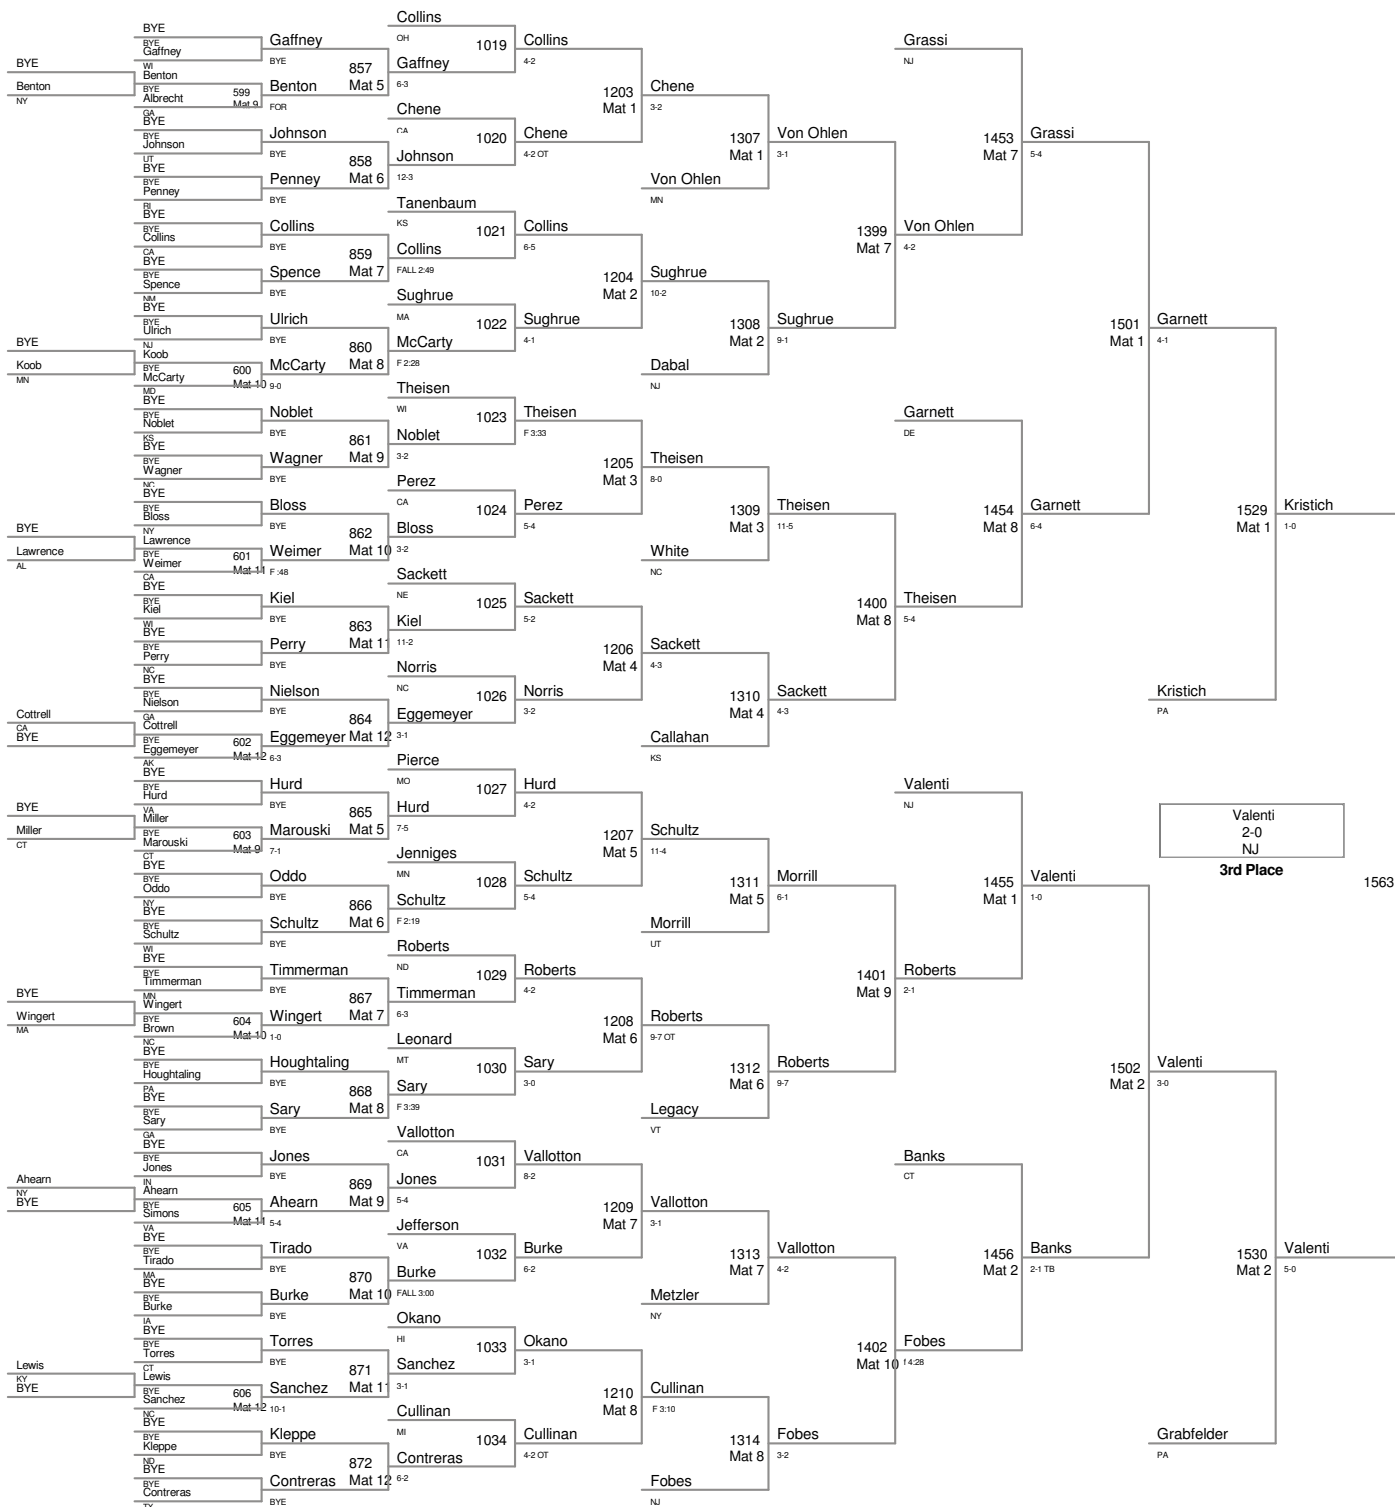 BYE
BYE
Gaffney
WI
BYE
Benton
NY
Benton
BYE
Albrecht
GA
599
Mat 9
BYE
BYE
Johnson
UT
BYE
BYE
Penney
RI
BYE
BYE
Collins
CA
BYE
BYE
Spence
NM
BYE
BYE
Ulrich
NJ
BYE
Koob
MN
Koob
BYE
McCarty
MD
600
Mat 10
BYE
BYE
Noblet
KS
BYE
BYE
Wagner
NC
BYE
BYE
Bloss
NY
BYE
Lawrence
AL
Lawrence
BYE
Weimer
CA
601
Mat 11
BYE
BYE
Kiel
WI
BYE
BYE
Perry
NC
BYE
BYE
Nielson
GA
Cottrell
CA
BYE
Cottrell
BYE
Eggemeyer
AK
602
Mat 12
BYE
BYE
Hurd
VA
BYE
Miller
CT
Miller
BYE
Marouski
CT
603
Mat 9
BYE
BYE
Oddo
NY
BYE
BYE
Schultz
WI
BYE
BYE
Timmerman
MN
BYE
Wingert
MA
Wingert
BYE
Brown
NC
604
Mat 10
BYE
BYE
Houghtaling
PA
BYE
BYE
Sary
GA
BYE
BYE
Jones
IN
Ahearn
NY
BYE
Ahearn
BYE
Simons
VA
605
Mat 11
BYE
BYE
Tirado
MA
BYE
BYE
Burke
IA
BYE
BYE
Torres
CT
Lewis
KY
BYE
Lewis
BYE
Sanchez
NC
606
Mat 12
BYE
BYE
Kleppe
ND
BYE
BYE
Contreras
TX
Gaffney
BYE
857
Mat 5
Benton
FOR
Johnson
BYE
858
Mat 6
Penney
BYE
Collins
BYE
859
Mat 7
Spence
BYE
Ulrich
BYE
860
Mat 8
McCarty
9-0
Noblet
BYE
861
Mat 9
Wagner
BYE
Bloss
BYE
862
Mat 10
Weimer
F :48
Kiel
BYE
863
Mat 11
Perry
BYE
Nielson
BYE
864
Mat 12
Eggemeyer
6-3
Hurd
BYE
865
Mat 5
Marouski
7-1
Oddo
BYE
866
Mat 6
Schultz
BYE
Timmerman
BYE
867
Mat 7
Wingert
1-0
Houghtaling
BYE
868
Mat 8
Sary
BYE
Jones
BYE
869
Mat 9
Ahearn
5-4
Tirado
BYE
870
Mat 10
Burke
BYE
Torres
BYE
871
Mat 11
Sanchez
10-1
Kleppe
BYE
872
Mat 12
Contreras
BYE
Collins
OH
1019
Gaffney
6-3
Chene
CA
1020
Johnson
12-3
Tanenbaum
KS
1021
Collins
FALL 2:49
Sughrue
MA
1022
McCarty
F 2:28
Theisen
WI
1023
Noblet
3-2
Perez
CA
1024
Bloss
3-2
Sackett
NE
1025
Kiel
11-2
Norris
NC
1026
Eggemeyer
3-1
Pierce
MO
1027
Hurd
7-5
Jenniges
MN
1028
Schultz
F 2:19
Roberts
ND
1029
Timmerman
6-3
Leonard
MT
1030
Sary
F 3:39
Vallotton
CA
1031
Jones
5-4
Jefferson
VA
1032
Burke
FALL 3:00
Okano
HI
1033
Sanchez
3-1
Cullinan
MI
1034
Contreras
6-2
Collins
4-2
1203
Mat 1
Chene
4-2 OT
Collins
6-5
1204
Mat 2
Sughrue
4-1
Theisen
F 3:33
1205
Mat 3
Perez
5-4
Sackett
5-2
1206
Mat 4
Norris
3-2
Hurd
4-2
1207
Mat 5
Schultz
5-4
Roberts
4-2
1208
Mat 6
Sary
3-0
Vallotton
8-2
1209
Mat 7
Burke
6-2
Okano
3-1
1210
Mat 8
Cullinan
4-2 OT
Chene
3-2
1307
Mat 1
Von Ohlen
MN
Sughrue
10-2
1308
Mat 2
Dabal
NJ
Theisen
8-0
1309
Mat 3
White
NC
Sackett
4-3
1310
Mat 4
Callahan
KS
Schultz
11-4
1311
Mat 5
Morrill
UT
Roberts
9-7 OT
1312
Mat 6
Legacy
VT
Vallotton
3-1
1313
Mat 7
Metzler
NY
Cullinan
F 3:10
1314
Mat 8
Fobes
NJ
Von Ohlen
3-1
1399
Mat 7
Sughrue
9-1
Theisen
11-5
1400
Mat 8
Sackett
4-3
Morrill
6-1
1401
Mat 9
Roberts
9-7
Vallotton
4-2
1402
Mat 10
Fobes
3-2
Grassi
NJ
1453
Mat 7
Von Ohlen
4-2
Garnett
DE
1454
Mat 8
Theisen
5-4
Valenti
NJ
1455
Mat 1
Roberts
2-1
Banks
CT
1456
Mat 2
Fobes
f 4:28
Grassi
5-4
1501
Mat 1
Garnett
6-4
Valenti
1-0
1502
Mat 2
Banks
2-1 TB
Garnett
4-1
1529
Mat 1
Kristich
PA
Valenti
3-0
1530
Mat 2
Grabfelder
PA
Kristich
1-0
Valenti
2-0
NJ
3rd Place
1563
Valenti
5-0